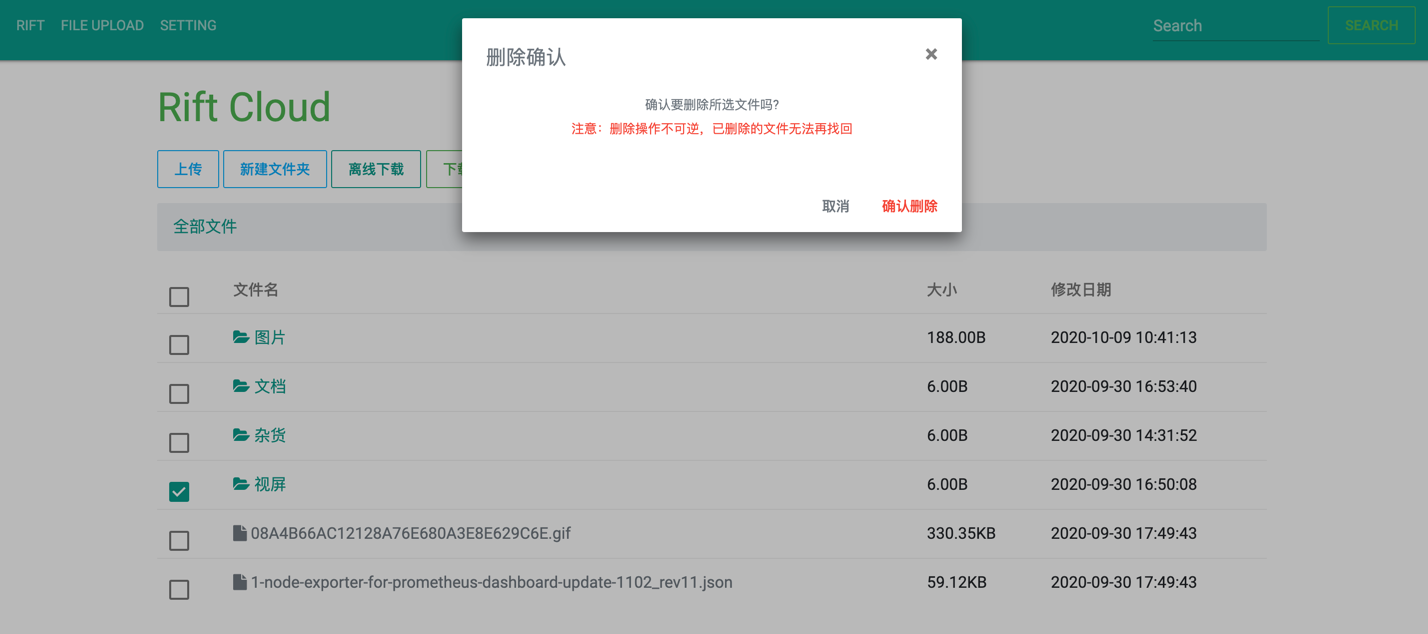 RIFT FILE UPLOAD SETTING Search SEARCH
删除确认 ×
确认要删除所选文件吗?
注意：删除操作不可逆，已删除的文件无法再找回
取消 确认删除
Rift Cloud
上传 新建文件夹 离线下载 下
全部文件
文件名 大小 修改日期
图片 188.00B 2020-10-09 10:41:13
文档 6.00B 2020-09-30 16:53:40
杂货 6.00B 2020-09-30 14:31:52
视屏 6.00B 2020-09-30 16:50:08
08A4B66AC12128A76E680A3E8E629C6E.gif 330.35KB 2020-09-30 17:49:43
1-node-exporter-for-prometheus-dashboard-update-1102_rev11.json 59.12KB 2020-09-30 17:49:43